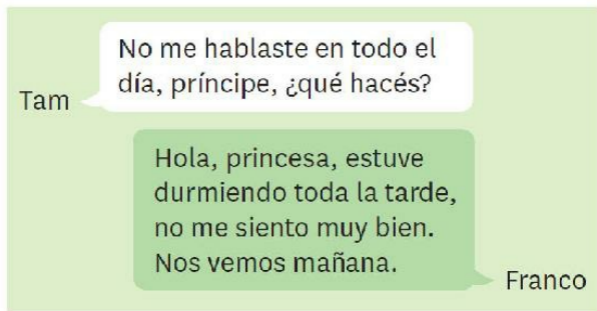 No me hablaste en todo el
día, príncipe, ¿qué hacés?
Tam
Hola, princesa, estuve
durmiendo toda la tarde,
no me siento muy bien.
Nos vemos mañana.
Franco